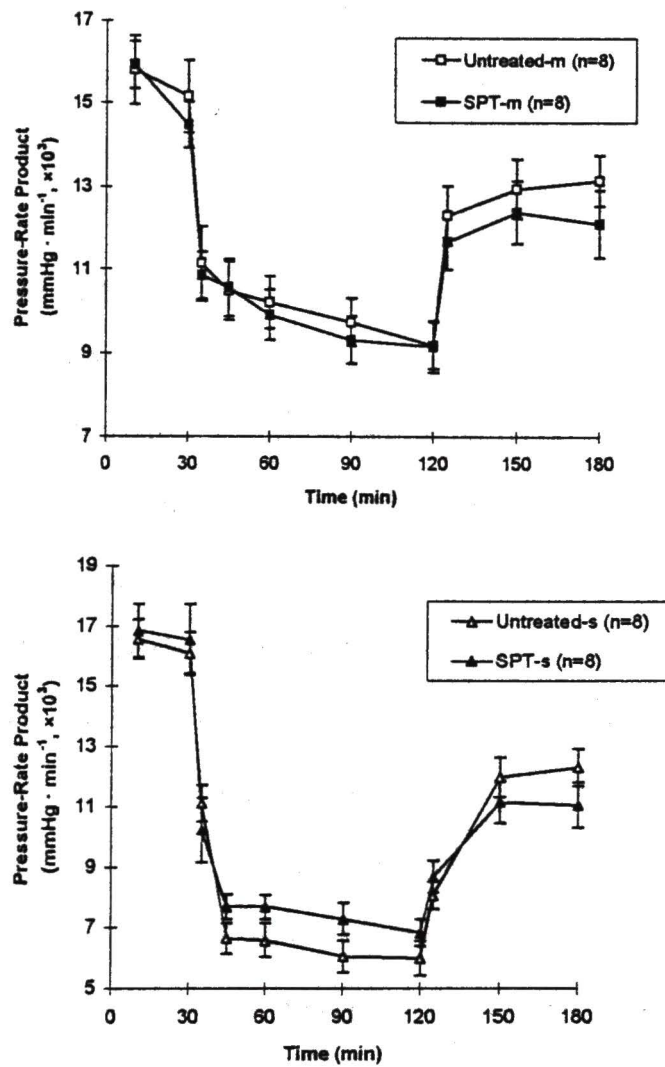 17
15
13
11
9
7
Pressure-Rate Product
(mmHg · min⁻¹, ×10³)
Untreated-m (n=8)
SPT-m (n=8)
0 30 60 90 120 150 180
Time (min)
19
17
15
13
11
9
7
5
Pressure-Rate Product
(mmHg · min⁻¹, ×10³)
Untreated-s (n=8)
SPT-s (n=8)
0 30 60 90 120 150 180
Time (min)